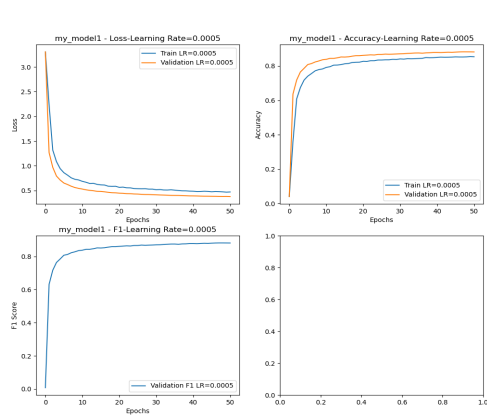 my_model1 - Loss-Learning Rate=0.0005
Train LR=0.0005
Validation LR=0.0005
Loss
3.0
2.5
2.0
1.5
1.0
0.5
0 10 20 30 40 50
Epochs
my_model1 - Accuracy-Learning Rate=0.0005
Accuracy
0.8
0.6
0.4
0.2
0.0
Train LR=0.0005
Validation LR=0.0005
0 10 20 30 40 50
Epochs
my_model1 - F1-Learning Rate=0.0005
F1 Score
0.8
0.6
0.4
0.2
0.0
Validation F1 LR=0.0005
0 10 20 30 40 50
Epochs
1.0
0.8
0.6
0.4
0.2
0.0
0.0 0.2 0.4 0.6 0.8 1.0